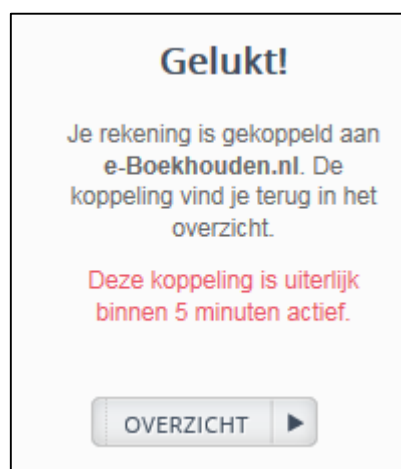 Gelukt!
Je rekening is gekoppeld aan
e-Boekhouden.nl. De
koppeling vind je terug in het
overzicht.
Deze koppeling is uiterlijk
binnen 5 minuten actief.
OVERZICHT